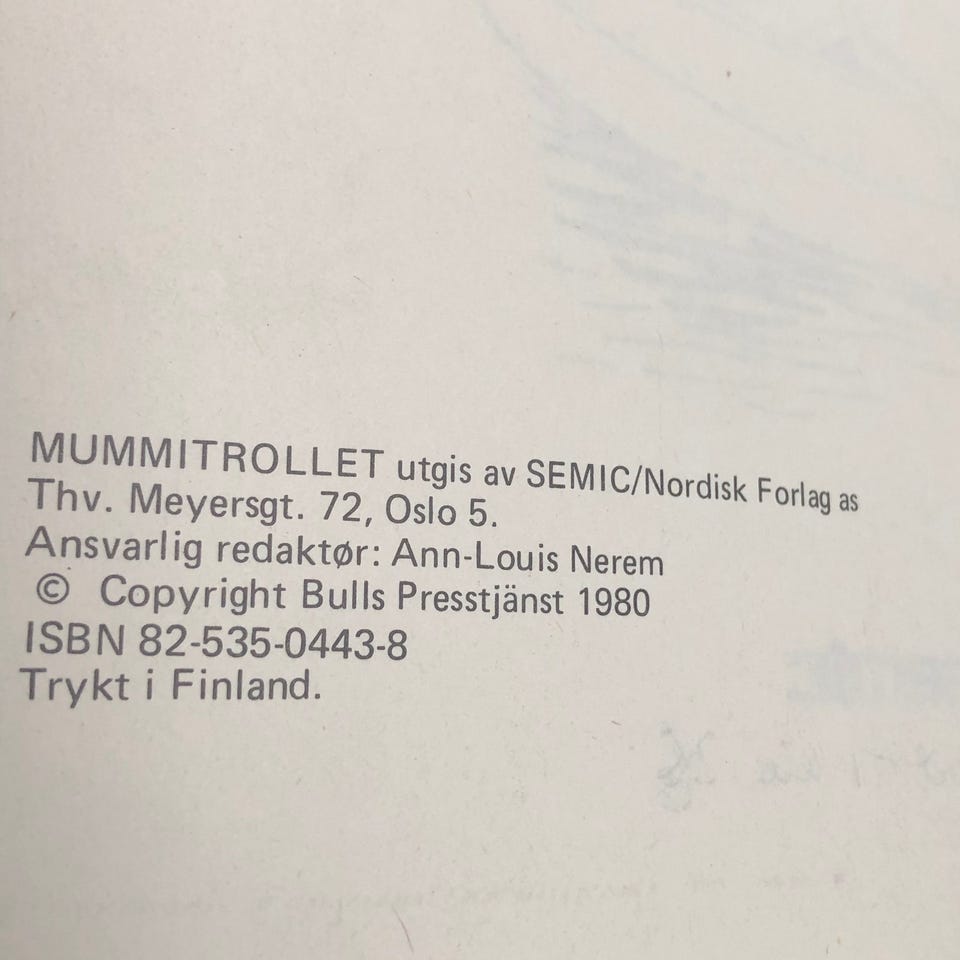 MUMMITROLLET utgis av SEMIC/Nordisk Forlag as
Thv. Meyersgt. 72, Oslo 5.
Ansvarlig redaktør: Ann-Louis Nerem
© Copyright Bulls Presstjänst 1980
ISBN 82-535-0443-8
Trykt i Finland.